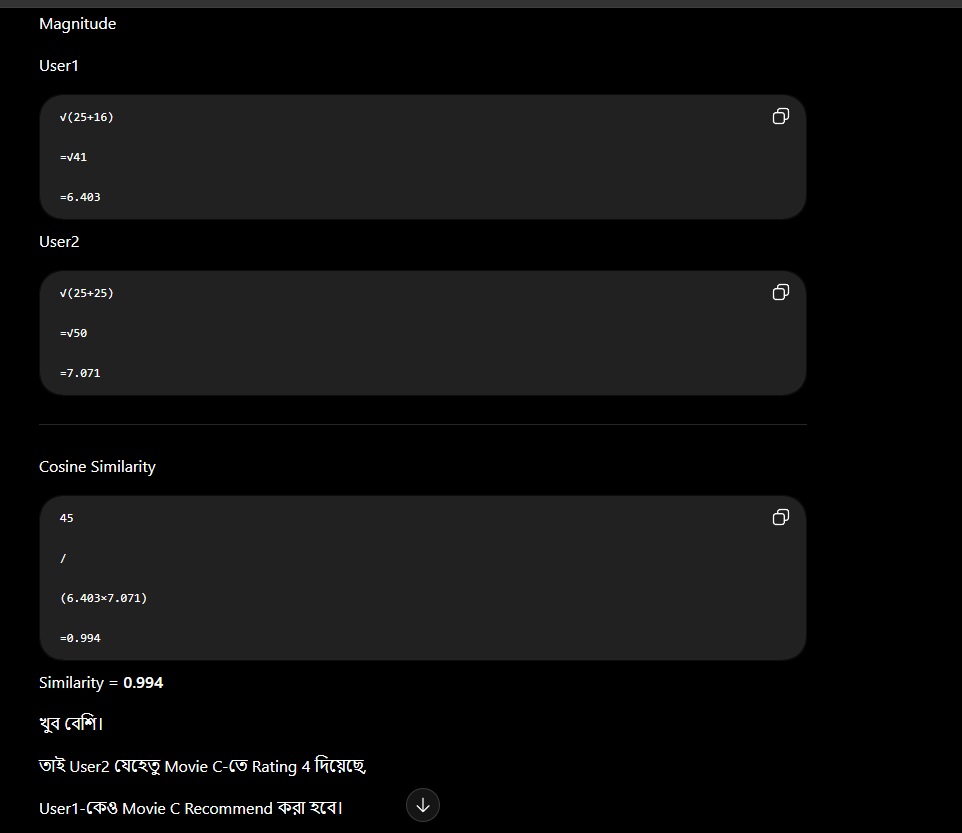 Magnitude
User1
√(25+16)
=√41
=6.403
User2
√(25+25)
=√50
=7.071
Cosine Similarity
45
/
(6.403×7.071)
=0.994
Similarity = 0.994
খুব বেশি।
তাই User2 যেহেতু Movie C-তে Rating 4 দিয়েছে,
User1-কেও Movie C Recommend করা হবে।